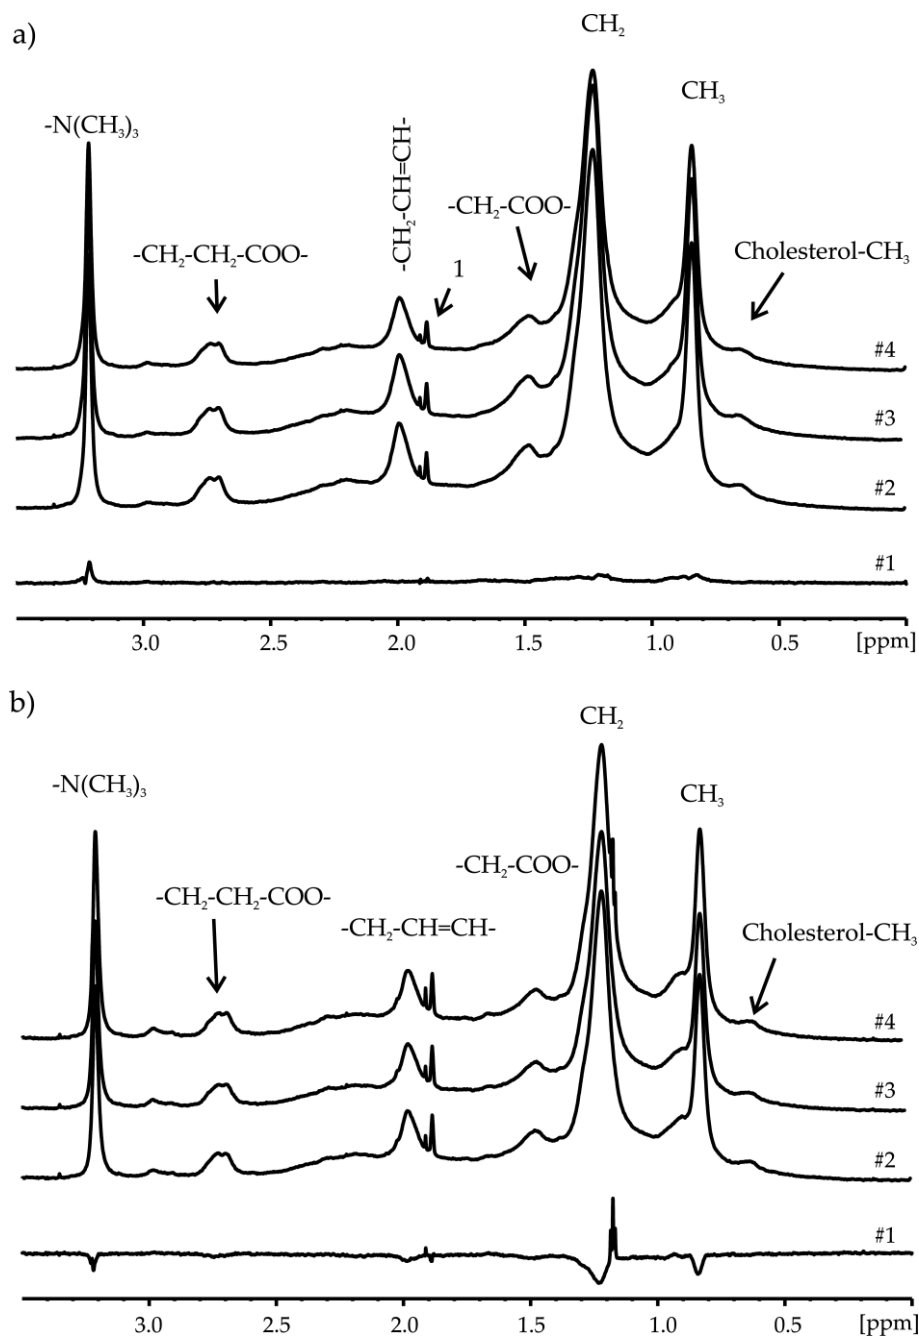 a)
CH₂
CH₃
-N(CH₃)₃
-CH₂-CH=CH-
-CH₂-COO-
-CH₂-CH₂-COO-
1
Cholesterol-CH₃
#4
#3
#2
#1
3.0 2.5 2.0 1.5 1.0 0.5 [ppm]
b)
CH₂
-N(CH₃)₃
CH₃
-CH₂-COO-
-CH₂-CH₂-COO-
-CH₂-CH=CH-
Cholesterol-CH₃
#4
#3
#2
#1
3.0 2.5 2.0 1.5 1.0 0.5 [ppm]